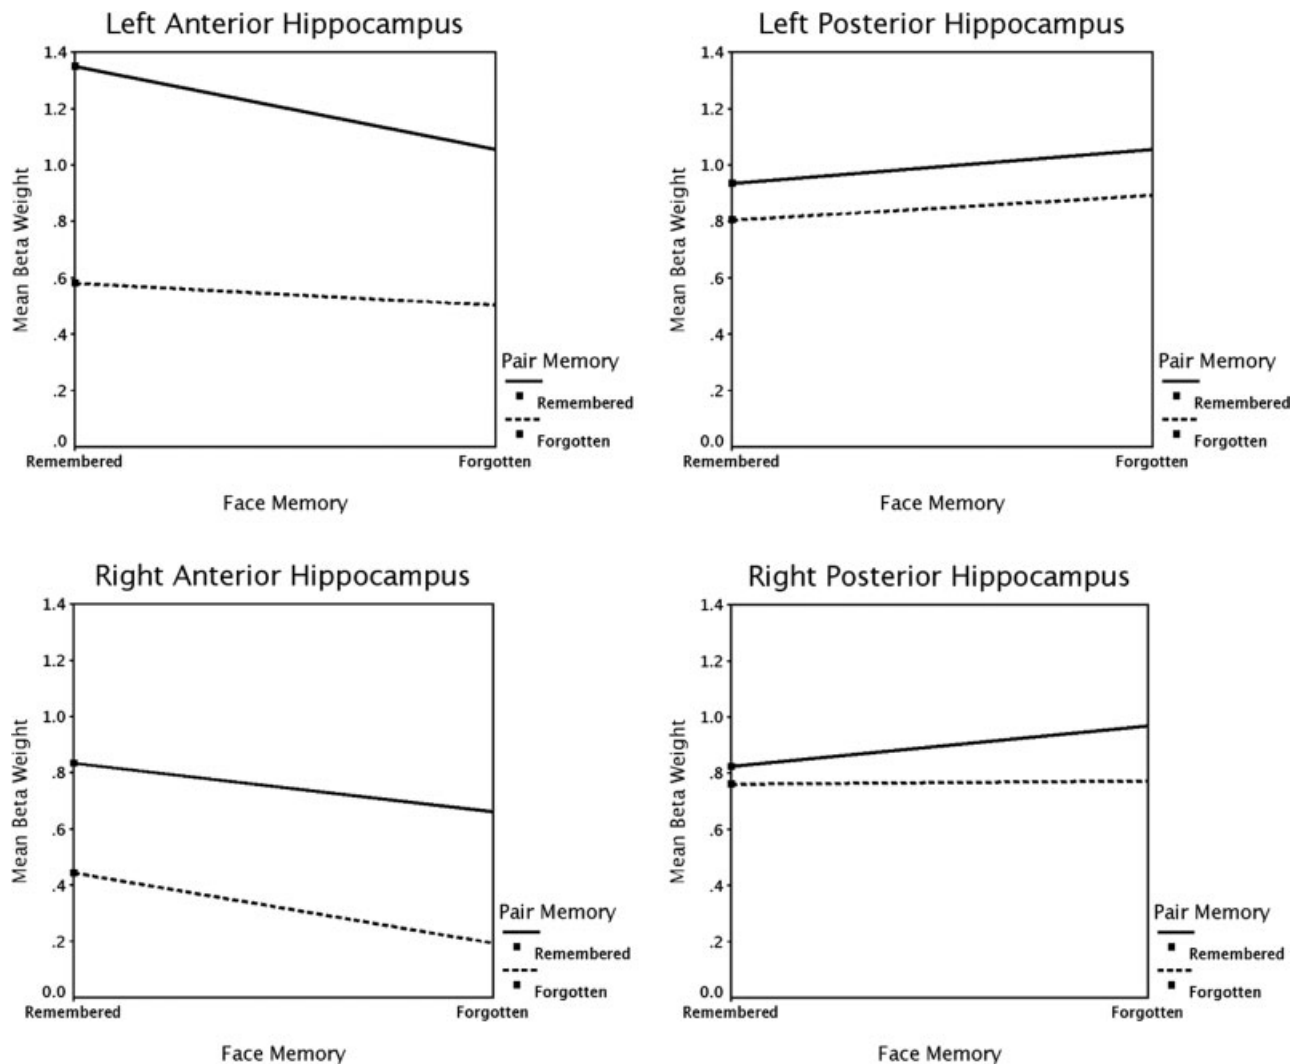 Left Anterior Hippocampus
1.4
1.2
1.0
.8
.6
.4
.2
.0
Mean Beta Weight
Remembered Forgotten
Face Memory
Pair Memory
Remembered
Forgotten
Left Posterior Hippocampus
1.4
1.2
1.0
.8
.6
.4
.2
0.0
Mean Beta Weight
Remembered Forgotten
Face Memory
Pair Memory
Remembered
Forgotten
Right Anterior Hippocampus
1.4
1.2
1.0
.8
.6
.4
.2
0.0
Mean Beta Weight
Remembered Forgotten
Face Memory
Pair Memory
Remembered
Forgotten
Right Posterior Hippocampus
1.4
1.2
1.0
.8
.6
.4
.2
0.0
Mean Beta Weight
Remembered Forgotten
Face Memory
Pair Memory
Remembered
Forgotten